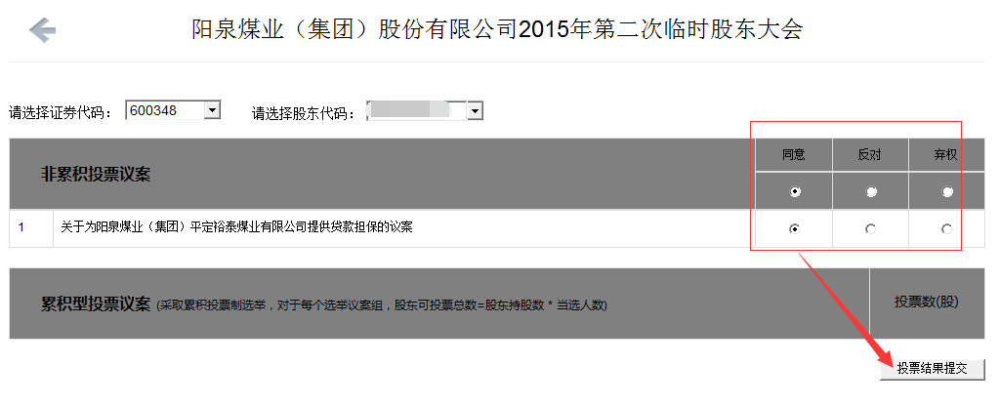 阳泉煤业（集团）股份有限公司2015年第二次临时股东大会
请选择证券代码： 600348 请选择股东代码：
非累积投票议案 同意 反对 弃权
1 关于为阳泉煤业（集团）平定裕泰煤业有限公司提供贷款担保的议案
累积型投票议案 (采取累积投票制选举，对于每个选举议案组，股东可投票总数=股东持股数 * 当选人数) 投票数(股)
投票结果提交